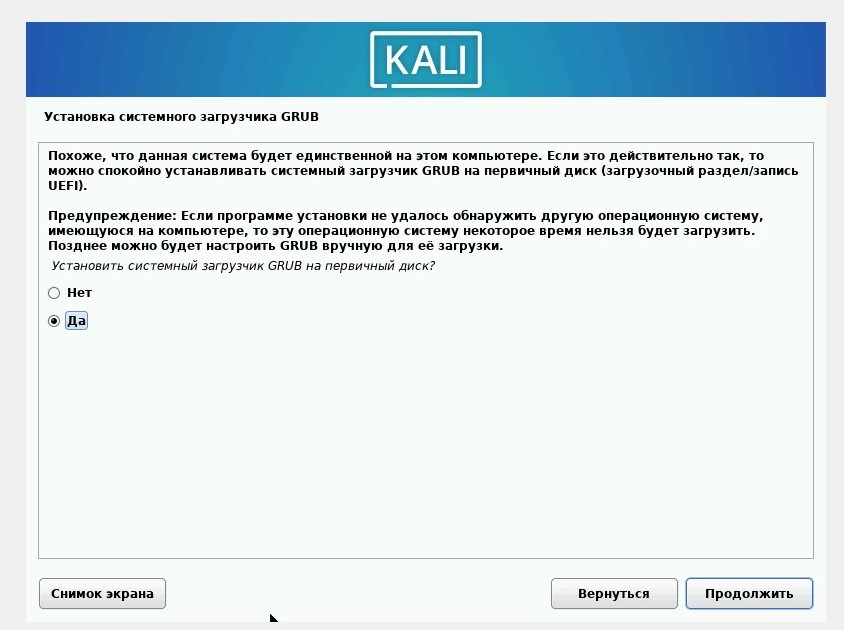 KALI
Установка системного загрузчика GRUB
Похоже, что данная система будет единственной на этом компьютере. Если это действительно так, то
можно спокойно устанавливать системный загрузчик GRUB на первичный диск (загрузочный раздел/запись
UEFI).
Предупреждение: Если программе установки не удалось обнаружить другую операционную систему,
имеющуюся на компьютере, то эту операционную систему некоторое время нельзя будет загрузить.
Позднее можно будет настроить GRUB вручную для её загрузки.
Установить системный загрузчик GRUB на первичный диск?
Нет
Да
Снимок экрана
Вернуться
Продолжить